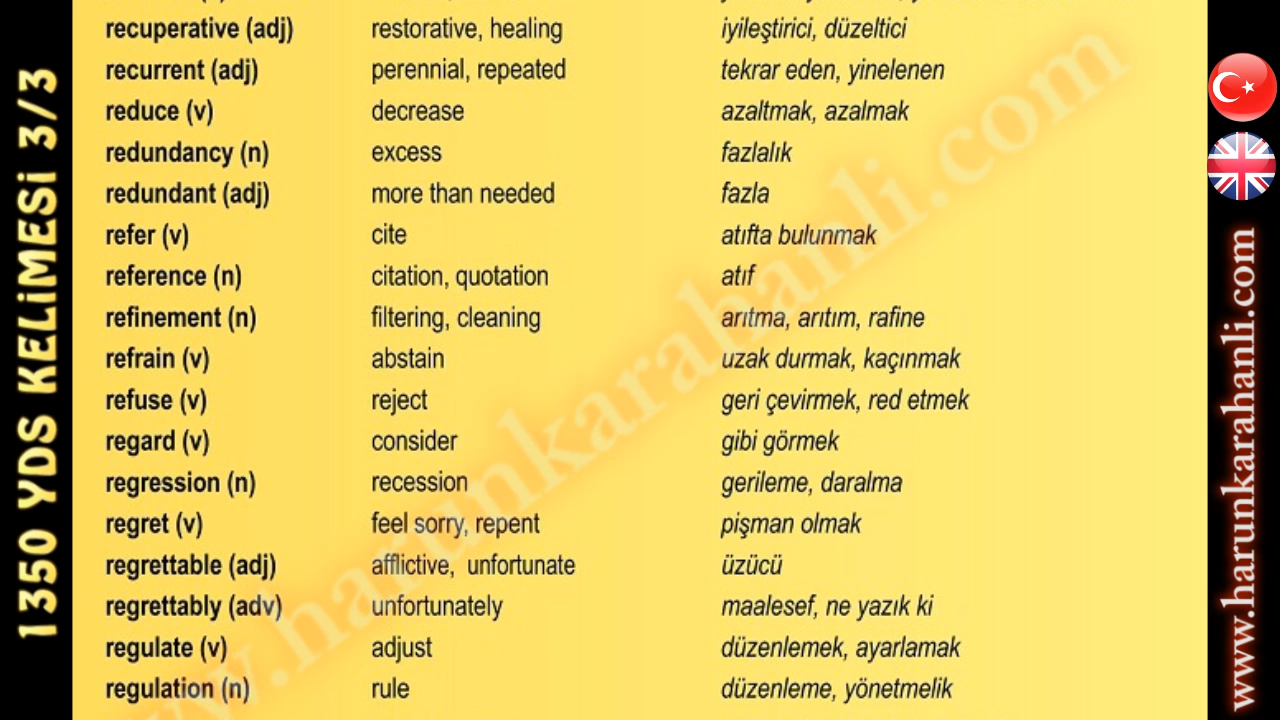 recuperative (adj) restorative, healing iyileştirici, düzeltici
recurrent (adj) perennial, repeated tekrar eden, yinelenen
reduce (v) decrease azaltmak, azalmak
redundancy (n) excess fazlalık
redundant (adj) more than needed fazla
refer (v) cite atıfta bulunmak
reference (n) citation, quotation atıf
refinement (n) filtering, cleaning arıtma, arıtım, rafine
refrain (v) abstain uzak durmak, kaçınmak
refuse (v) reject geri çevirmek, red etmek
regard (v) consider gibi görmek
regression (n) recession gerileme, daralma
regret (v) feel sorry, repent pişman olmak
regrettable (adj) afflictive, unfortunate üzücü
regrettably (adv) unfortunately maalesef, ne yazık ki
regulate (v) adjust düzenlemek, ayarlamak
regulation (n) rule düzenleme, yönetmelik
1350 YDS KELİMESİ 3/3
www.harunkarahanli.com
www.harunkarahanli.com